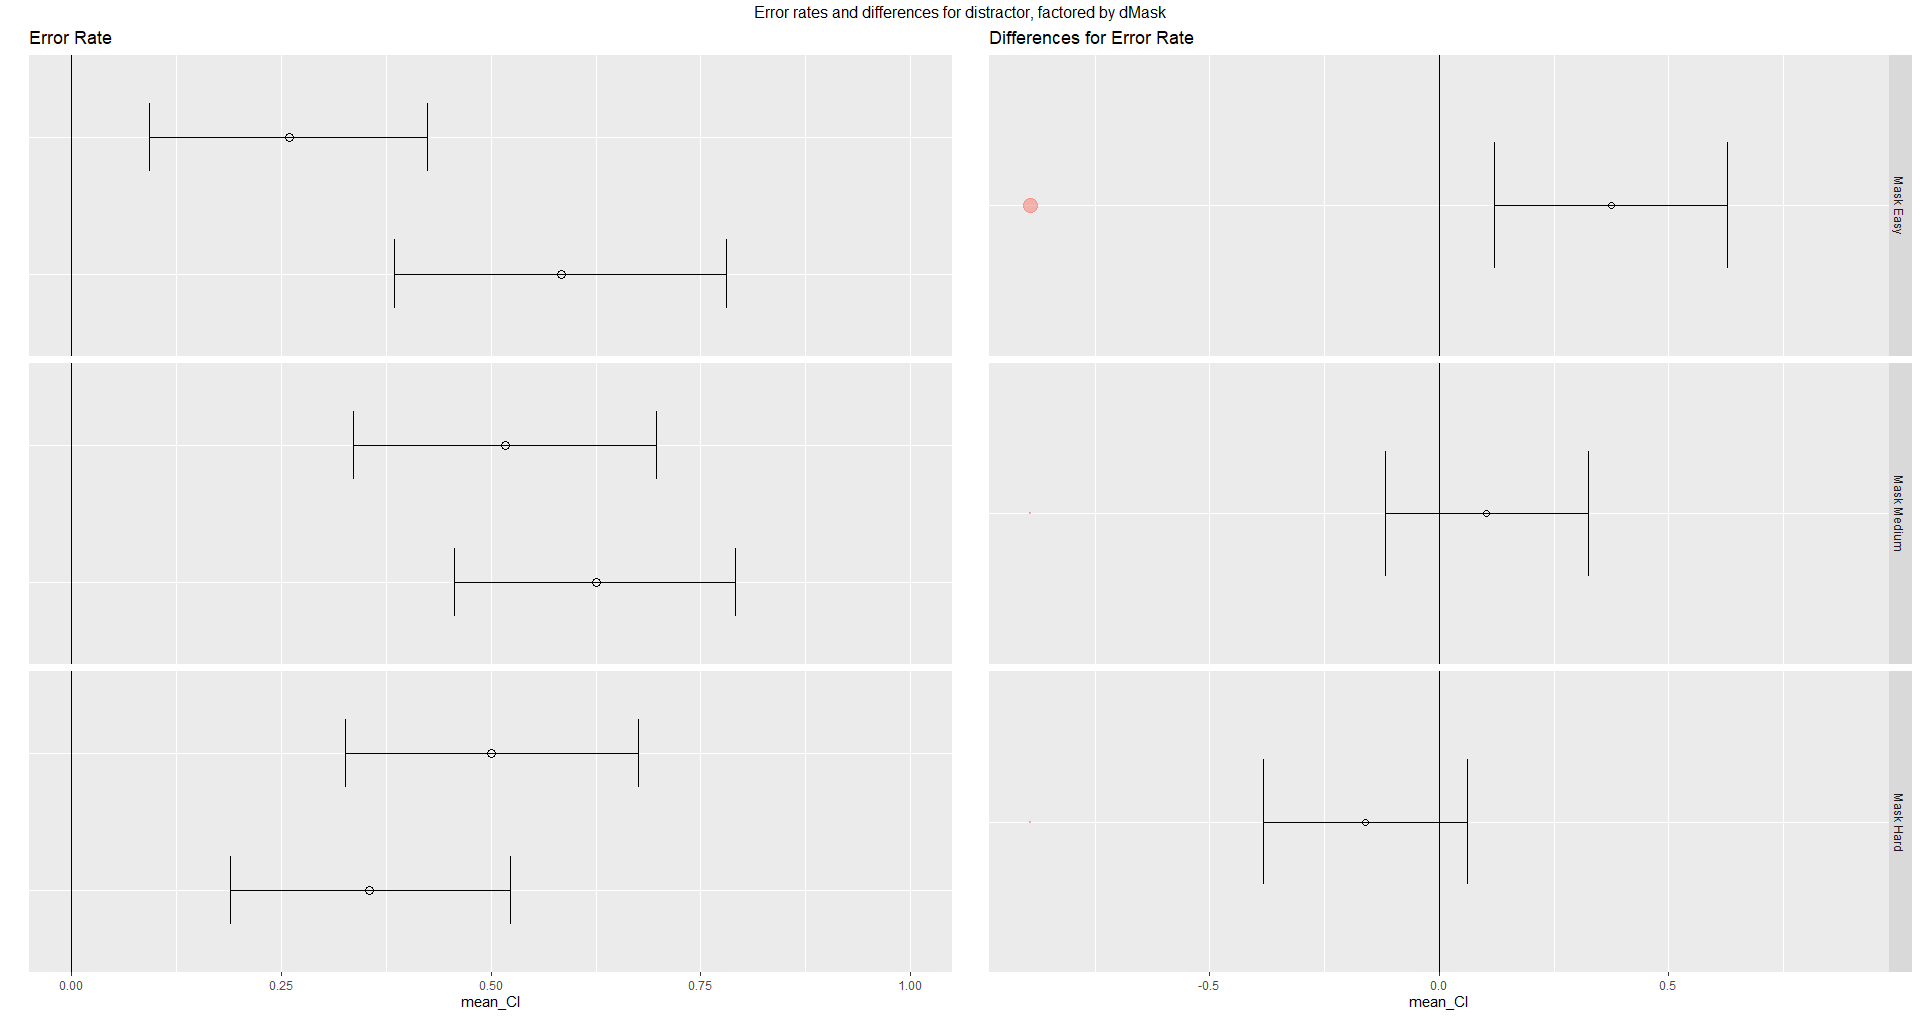 Error rates and differences for distractor, factored by dMask
Error Rate
Differences for Error Rate
Mask Easy
Mask Medium
Mask Hard
0.00 0.25 0.50 0.75 1.00
mean_CI
-0.5 0.0 0.5
mean_CI